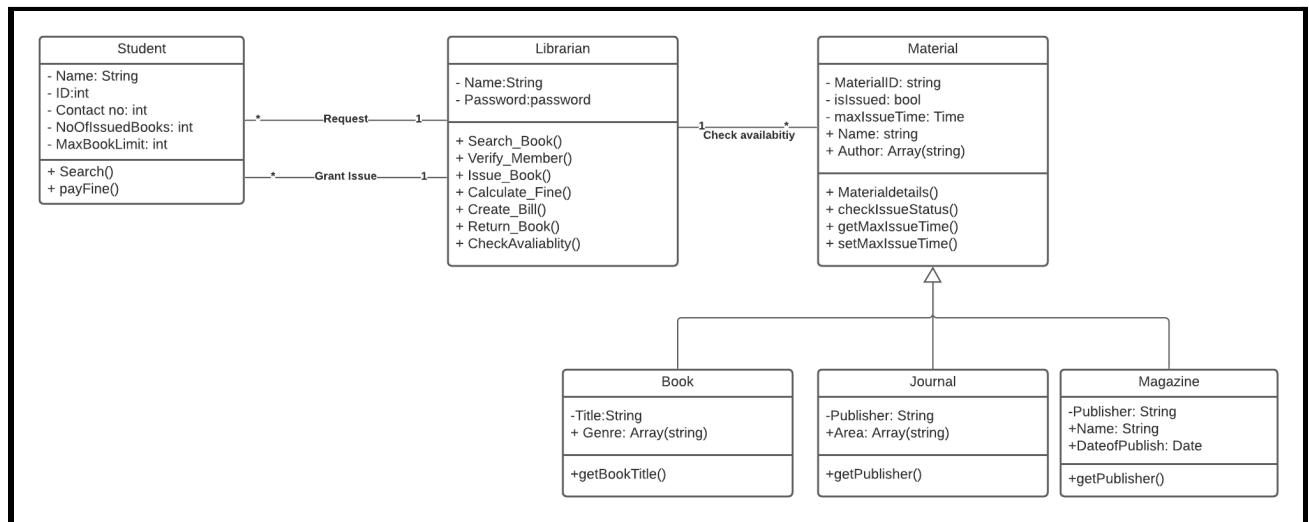 Student
- Name: String
- ID:int
- Contact no: int
- NoOfIssuedBooks: int
- MaxBookLimit: int
+ Search()
+ payFine()
* Request 1
* Grant Issue 1
Librarian
- Name:String
- Password:password
+ Search_Book()
+ Verify_Member()
+ Issue_Book()
+ Calculate_Fine()
+ Create_Bill()
+ Return_Book()
+ CheckAvaliablity()
1 *
Check availabitiy
Material
- MaterialID: string
- isIssued: bool
- maxIssueTime: Time
+ Name: string
+ Author: Array(string)
+ Materialdetails()
+ checkIssueStatus()
+ getMaxIssueTime()
+ setMaxIssueTime()
Book
-Title:String
+ Genre: Array(string)
+getBookTitle()
Journal
-Publisher: String
+Area: Array(string)
+getPublisher()
Magazine
-Publisher: String
+Name: String
+DateofPublish: Date
+getPublisher()